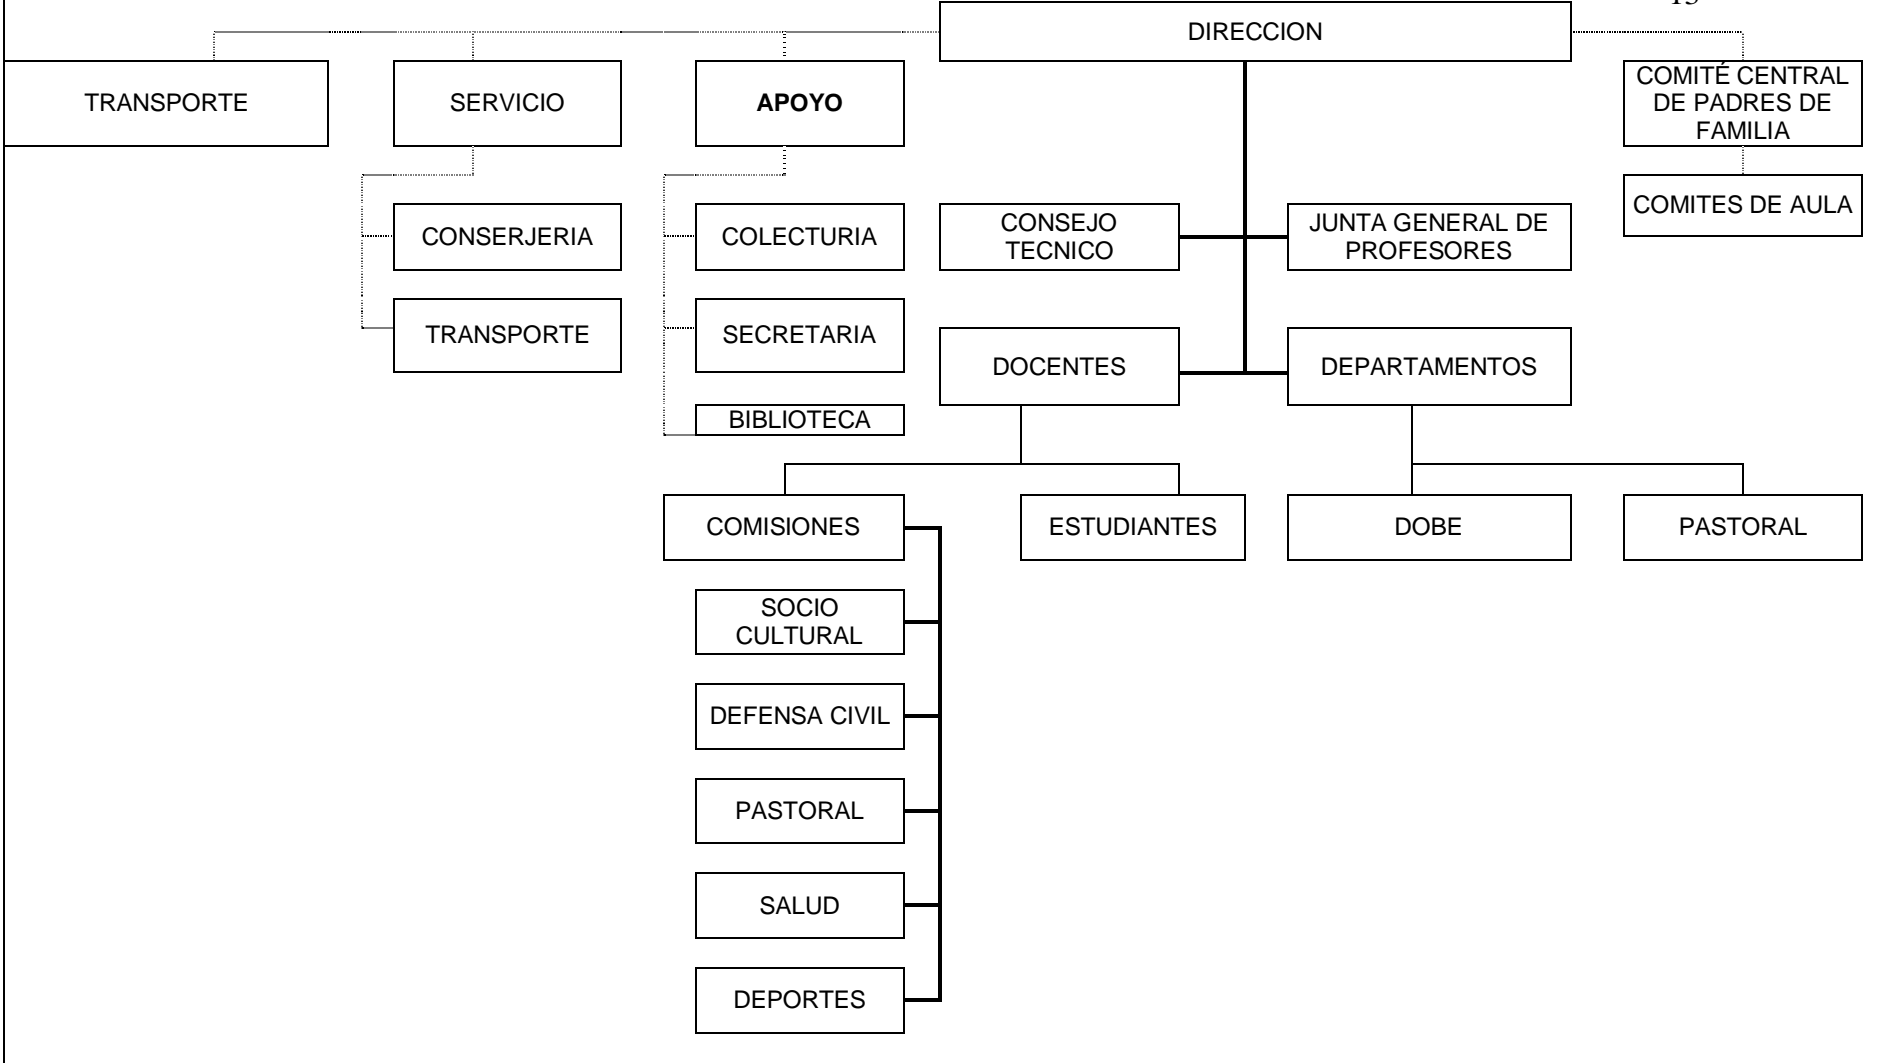 DIRECCION
TRANSPORTE
SERVICIO
APOYO
COMITÉ CENTRAL
DE PADRES DE
FAMILIA
COMITES DE AULA
CONSERJERIA
COLECTURIA
CONSEJO
TECNICO
JUNTA GENERAL DE
PROFESORES
TRANSPORTE
SECRETARIA
DOCENTES
DEPARTAMENTOS
BIBLIOTECA
COMISIONES
ESTUDIANTES
DOBE
PASTORAL
SOCIO
CULTURAL
DEFENSA CIVIL
PASTORAL
SALUD
DEPORTES